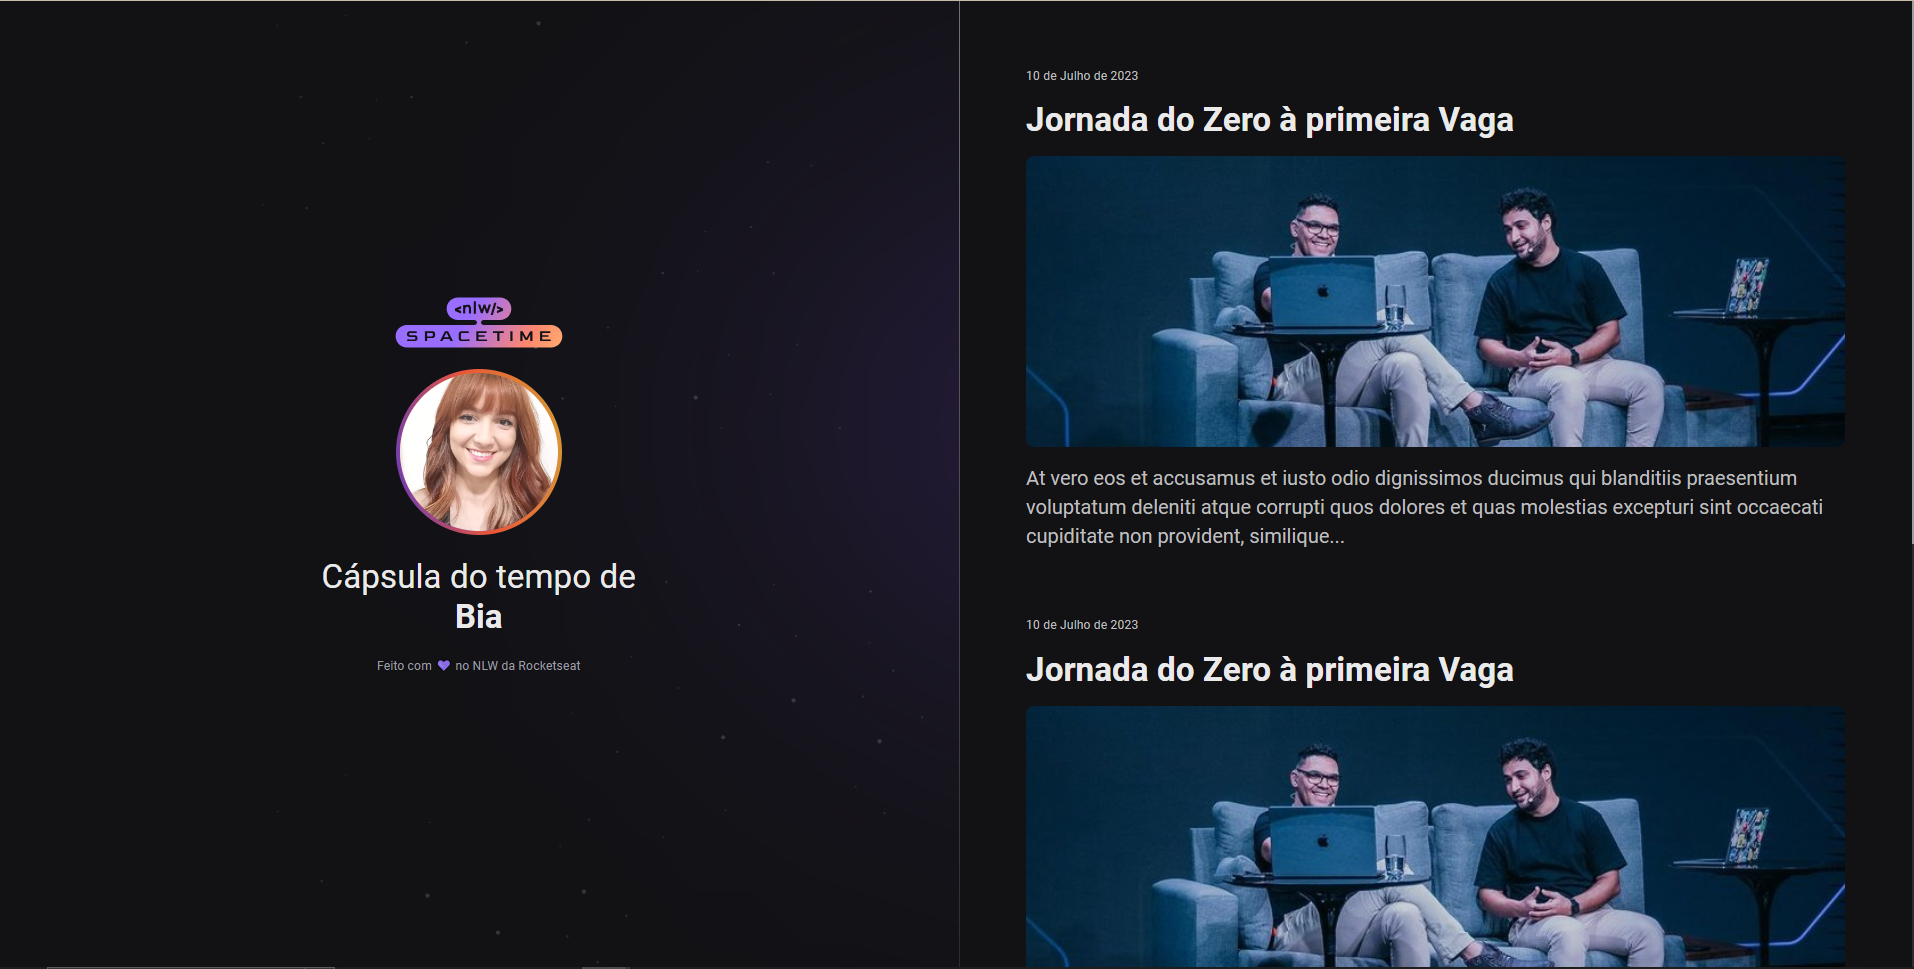 <nlw/>
SPACETIME
Cápsula do tempo de
Bia
Feito com 💜 no NLW da Rocketseat
10 de Julho de 2023
Jornada do Zero à primeira Vaga
At vero eos et accusamus et iusto odio dignissimos ducimus qui blanditiis praesentium
voluptatum deleniti atque corrupti quos dolores et quas molestias excepturi sint occaecati
cupiditate non provident, similique...
10 de Julho de 2023
Jornada do Zero à primeira Vaga